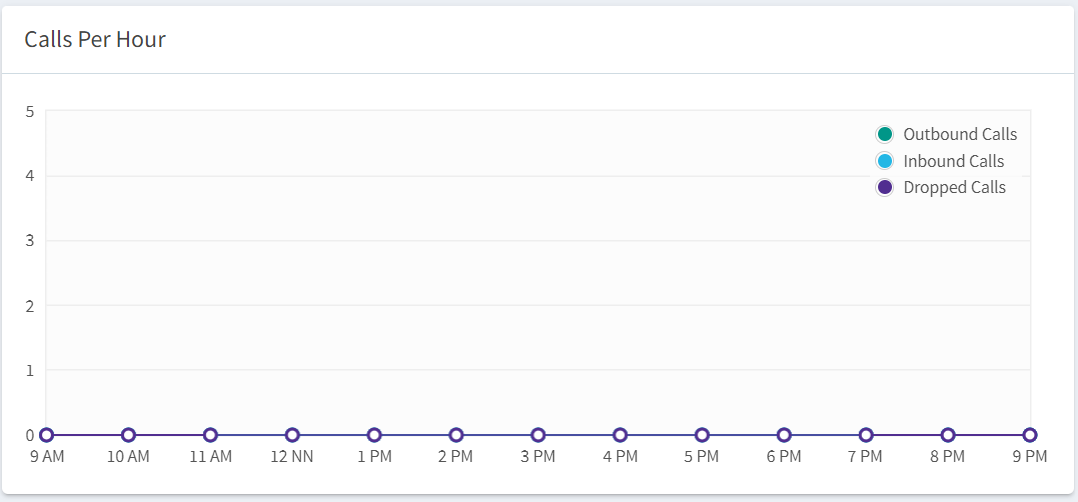 Calls Per Hour
5
Outbound Calls
Inbound Calls
4
Dropped Calls
3
2
1
0
9 AM 10 AM 11 AM 12 NN 1 PM 2 PM 3 PM 4 PM 5 PM 6 PM 7 PM 8 PM 9 PM